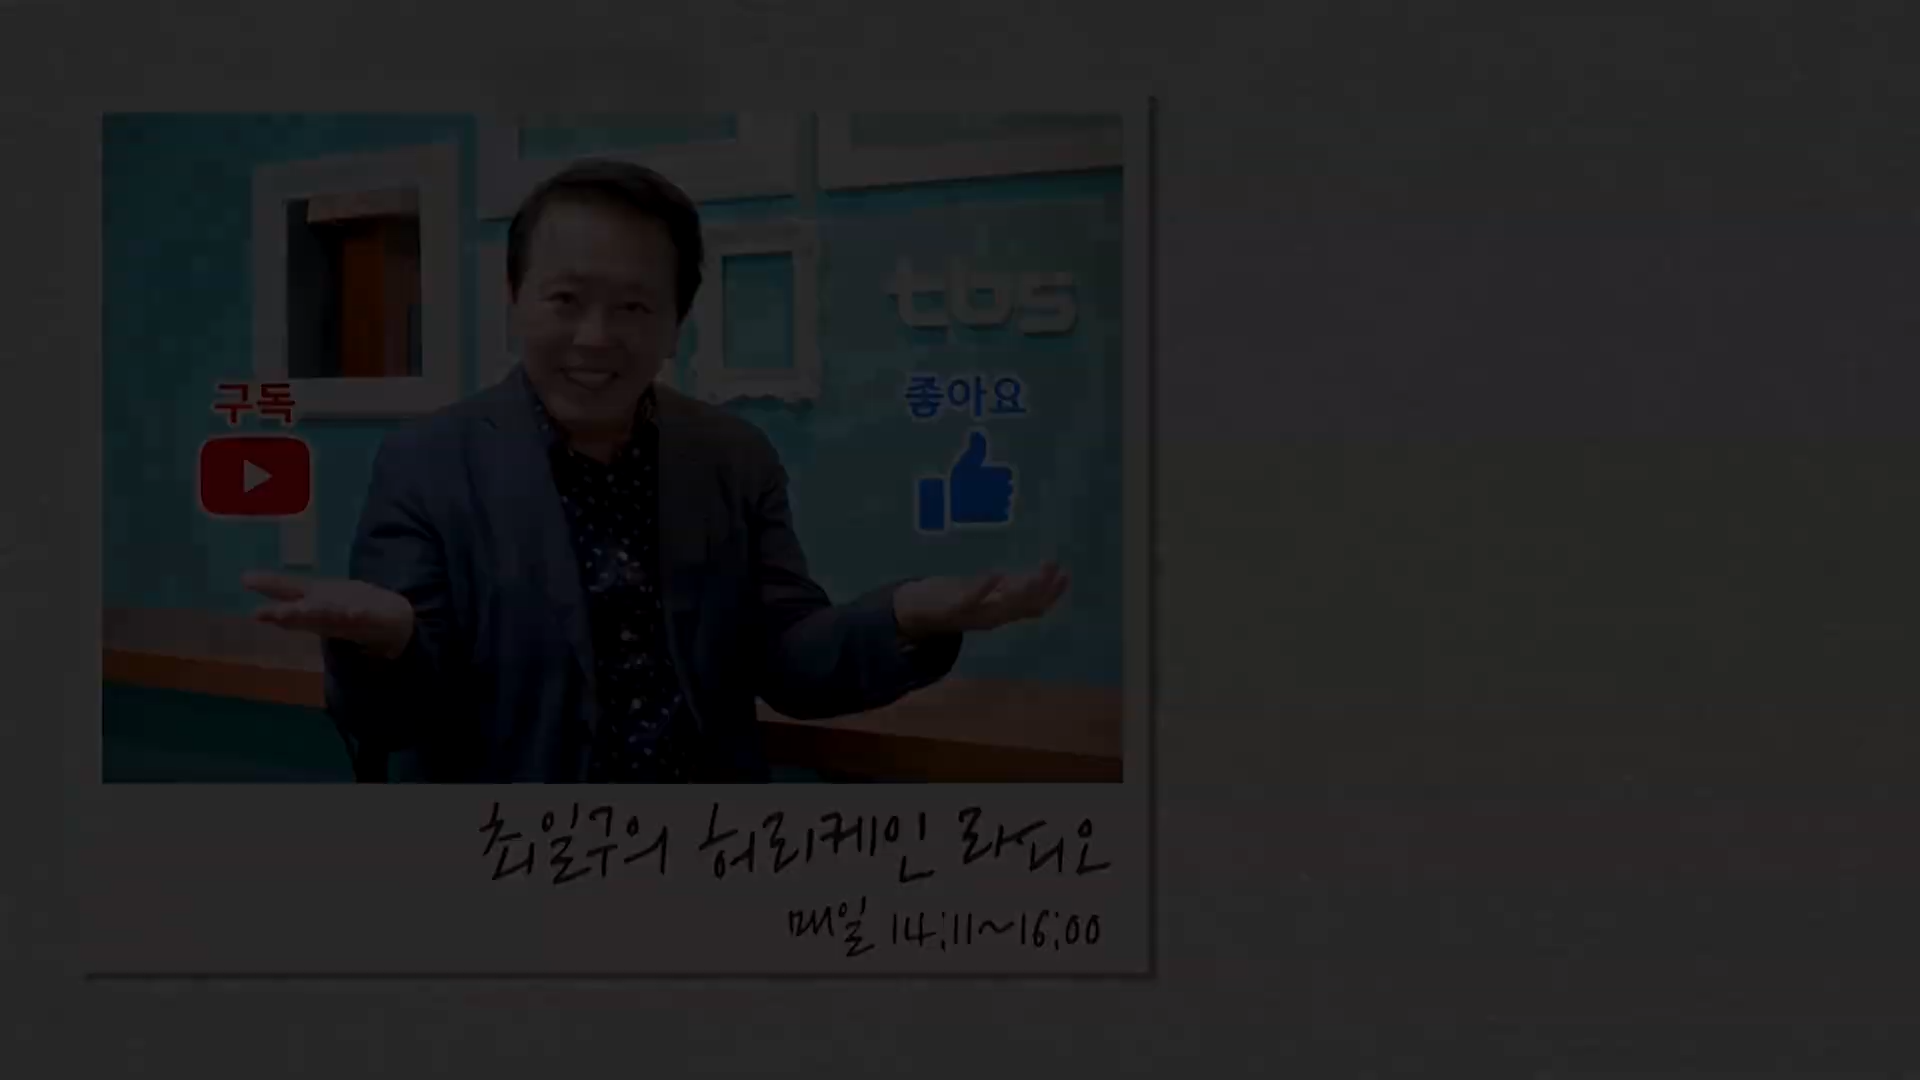 tbs
구독
좋아요
최일구의 허리케인 라디오
매일 14:11~16:00